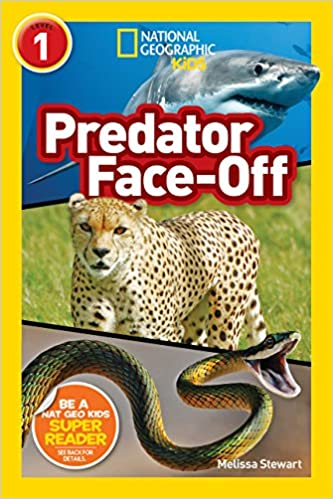 LEVEL
1
NATIONAL
GEOGRAPHIC
KiDS
Predator
Face-Off
BE A
NAT GEO KIDS
SUPER
READER
SEE BACK FOR
DETAILS.
Melissa Stewart